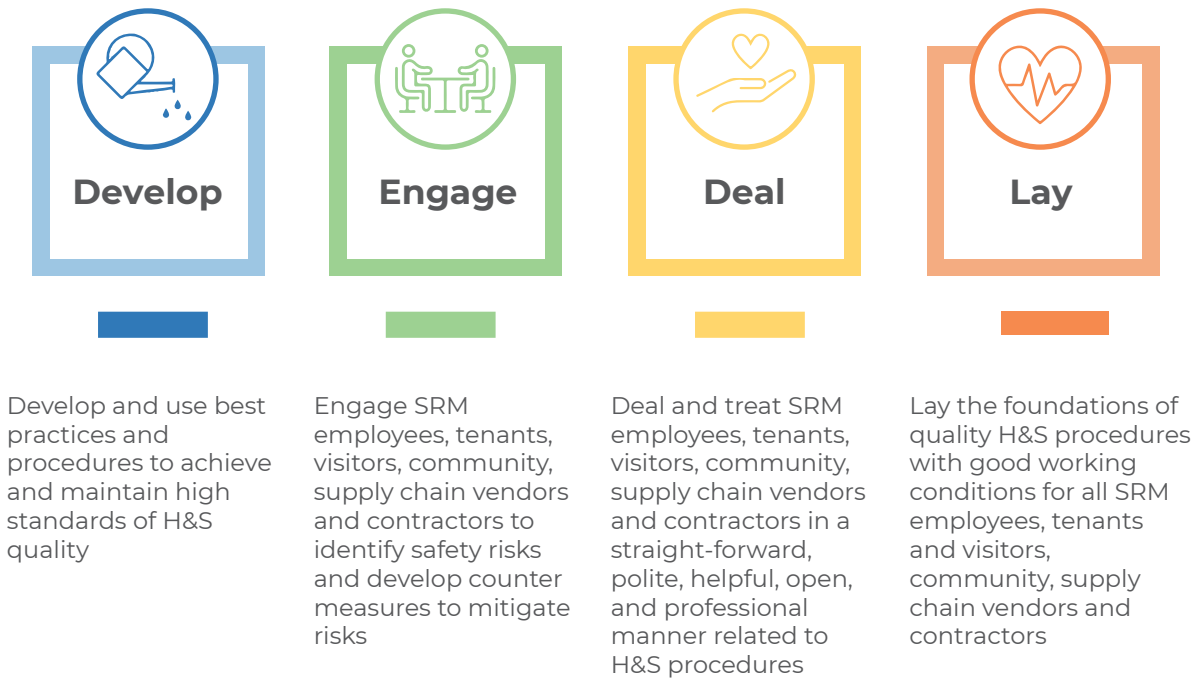 Develop
Engage
Deal
Lay
Develop and use best
practices and
procedures to achieve
and maintain high
standards of H&S
quality
Engage SRM
employees, tenants,
visitors, community,
supply chain vendors
and contractors to
identify safety risks
and develop counter
measures to mitigate
risks
Deal and treat SRM
employees, tenants,
visitors, community,
supply chain vendors
and contractors in a
straight-forward,
polite, helpful, open,
and professional
manner related to
H&S procedures
Lay the foundations of
quality H&S procedures
with good working
conditions for all SRM
employees, tenants
and visitors,
community, supply
chain vendors and
contractors